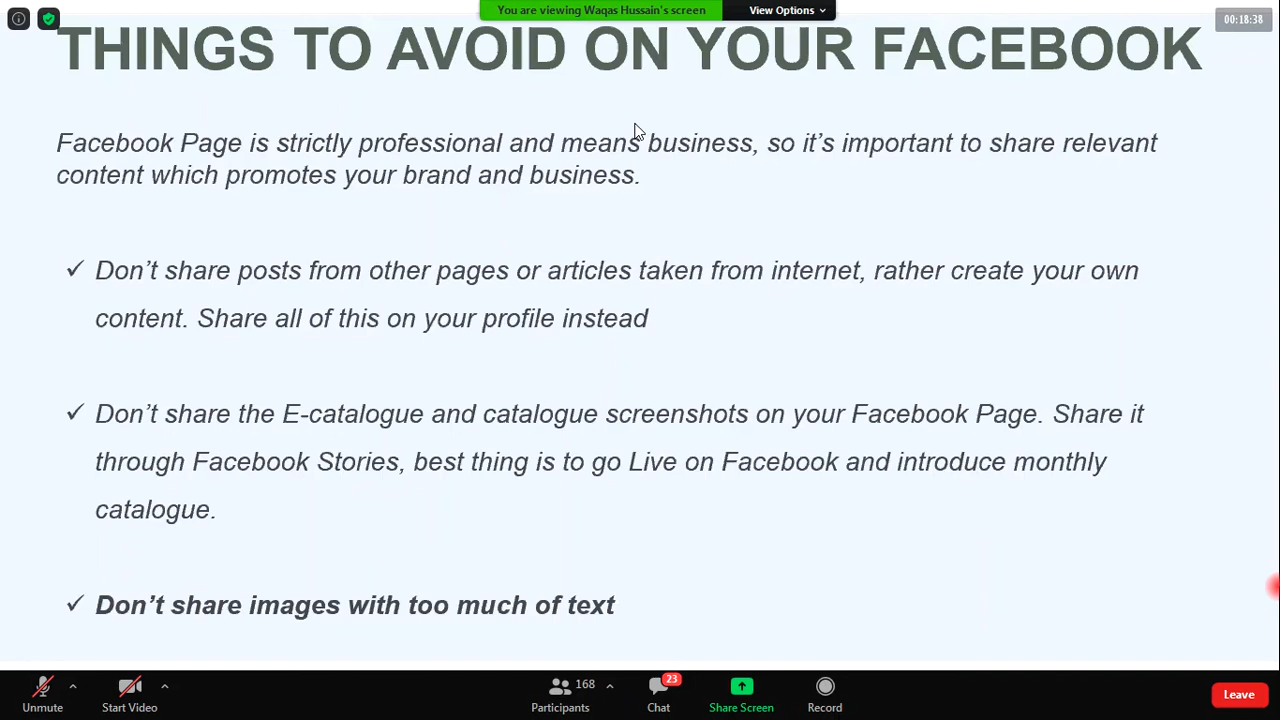 You are viewing Waqas Hussain's screen View Options
00:18:38
THINGS TO AVOID ON YOUR FACEBOOK
Facebook Page is strictly professional and means business, so it's important to share relevant
content which promotes your brand and business.
✓ Don't share posts from other pages or articles taken from internet, rather create your own
content. Share all of this on your profile instead
✓ Don't share the E-catalogue and catalogue screenshots on your Facebook Page. Share it
through Facebook Stories, best thing is to go Live on Facebook and introduce monthly
catalogue.
✓ Don't share images with too much of text
168 23
Unmute Start Video Participants Chat Share Screen Record Leave